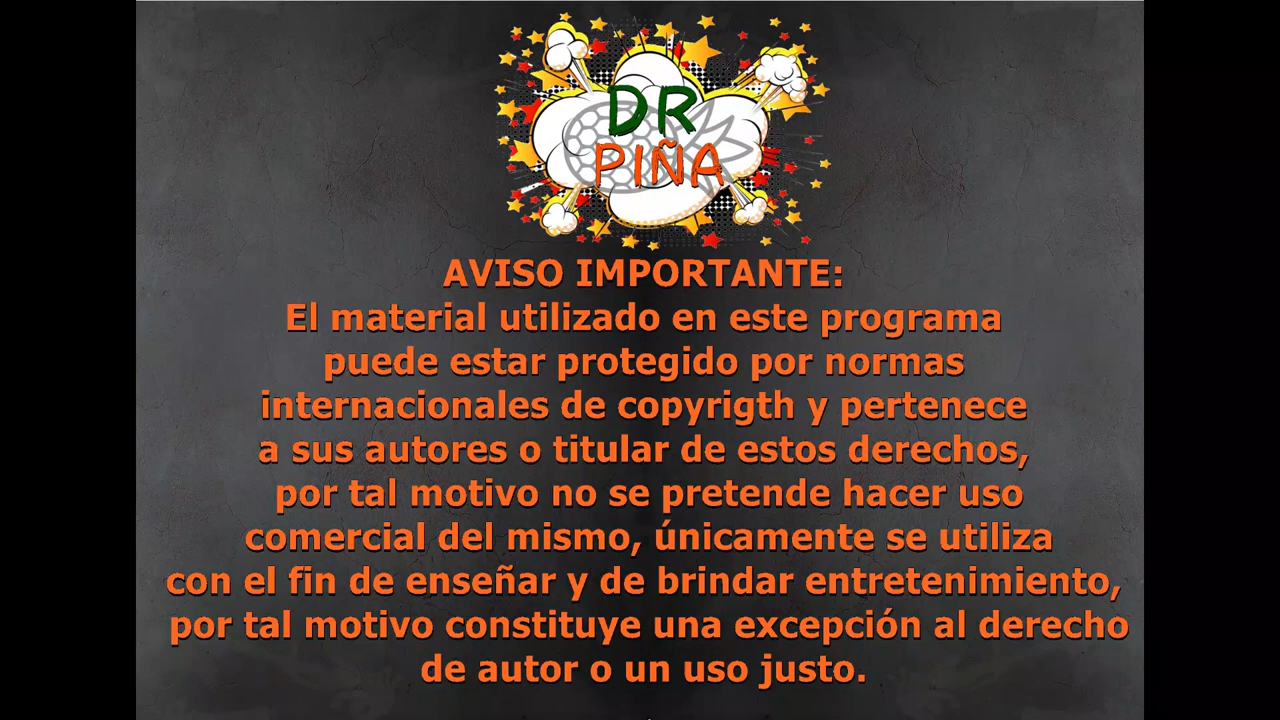 DR
PIÑA
AVISO IMPORTANTE:
El material utilizado en este programa
puede estar protegido por normas
internacionales de copyrigth y pertenece
a sus autores o titular de estos derechos,
por tal motivo no se pretende hacer uso
comercial del mismo, únicamente se utiliza
con el fin de enseñar y de brindar entretenimiento,
por tal motivo constituye una excepción al derecho
de autor o un uso justo.